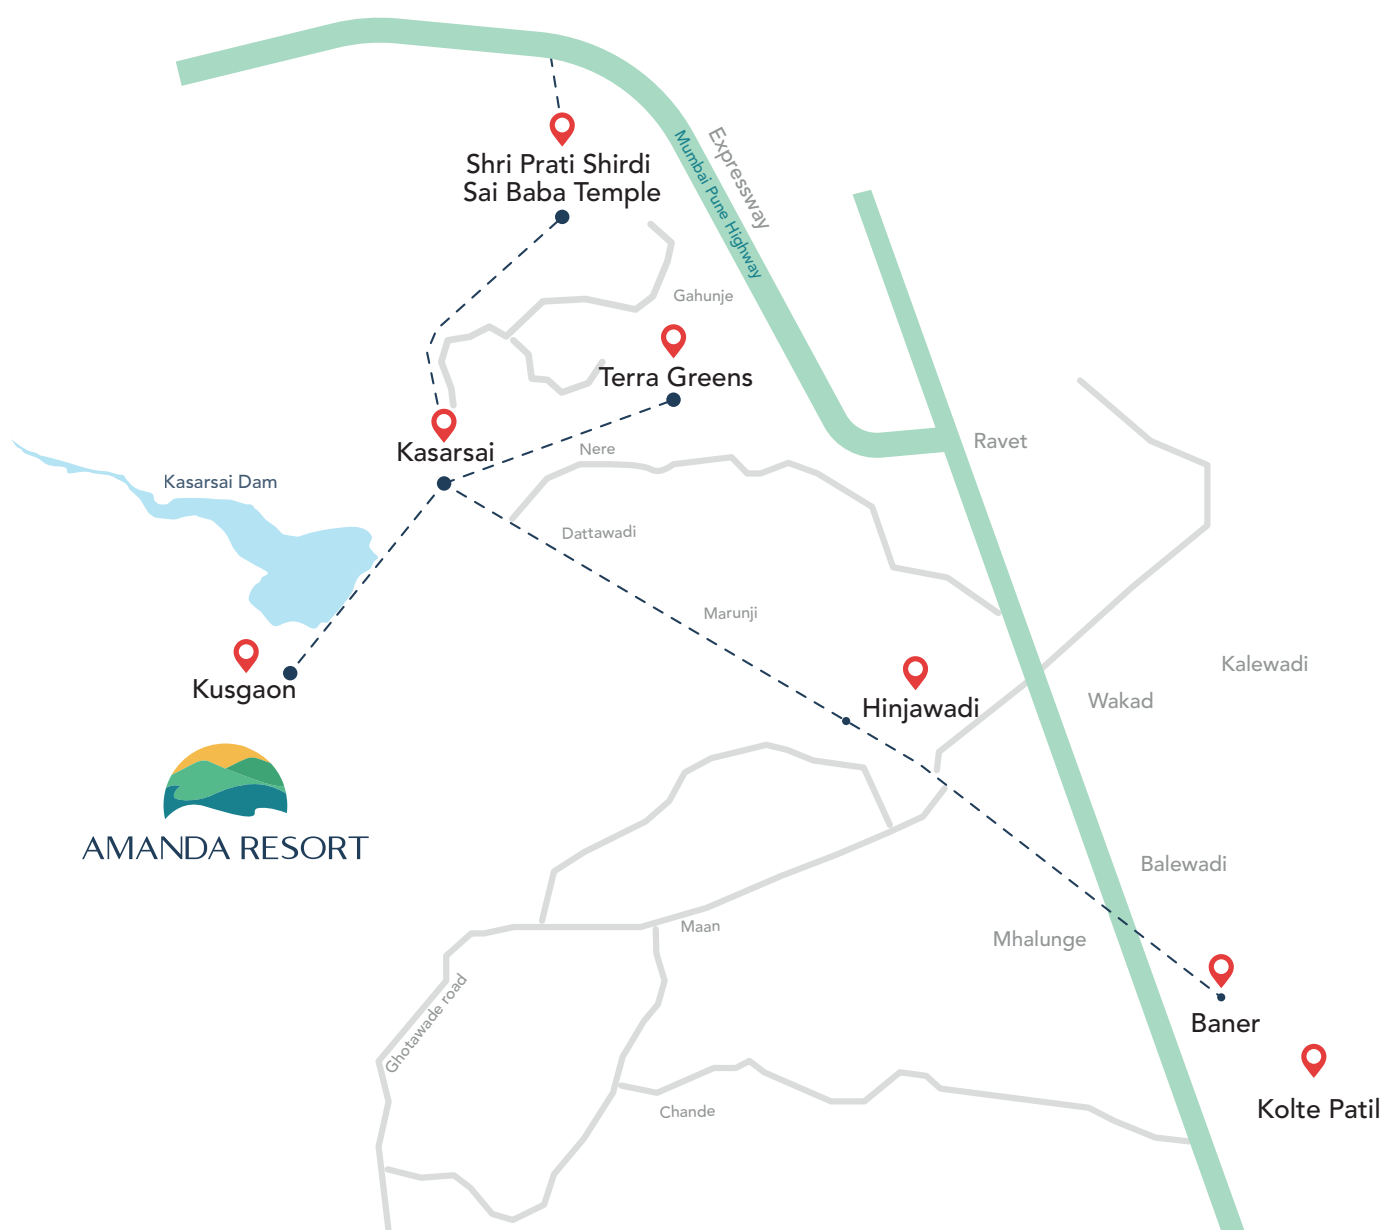 Expressway
Mumbai Pune Highway
Shri Prati Shirdi
Sai Baba Temple
Gahunje
Terra Greens
Kasarsai
Nere
Ravet
Kasarsai Dam
Dattawadi
Marunji
Kusgaon
Hinjawadi
Kalewadi
Wakad
AMANDA RESORT
Balewadi
Maan
Mhalunge
Ghotawade road
Baner
Chande
Kolte Patil